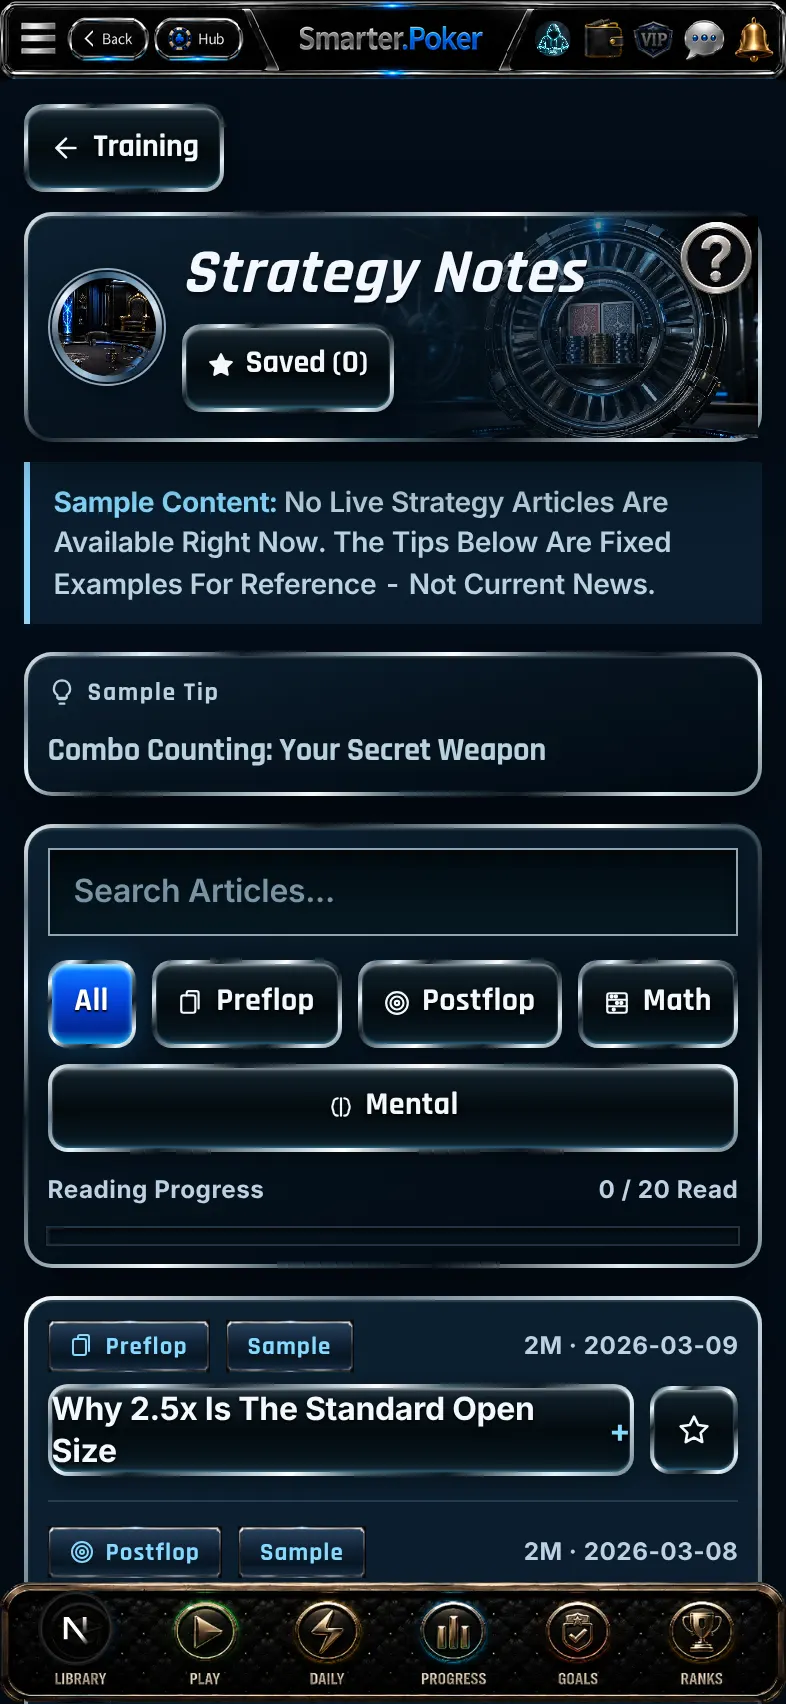 Back
Hub
Smarter.Poker
VIP
Training
Strategy Notes
?
Saved (0)
Sample Content: No Live Strategy Articles Are
Available Right Now. The Tips Below Are Fixed
Examples For Reference - Not Current News.
Sample Tip
Combo Counting: Your Secret Weapon
Search Articles...
All
Preflop
Postflop
Math
Mental
Reading Progress
0 / 20 Read
Preflop
Sample
2M · 2026-03-09
Why 2.5x Is The Standard Open
Size
+
Postflop
Sample
2M · 2026-03-08
N
LIBRARY
PLAY
DAILY
PROGRESS
GOALS
RANKS